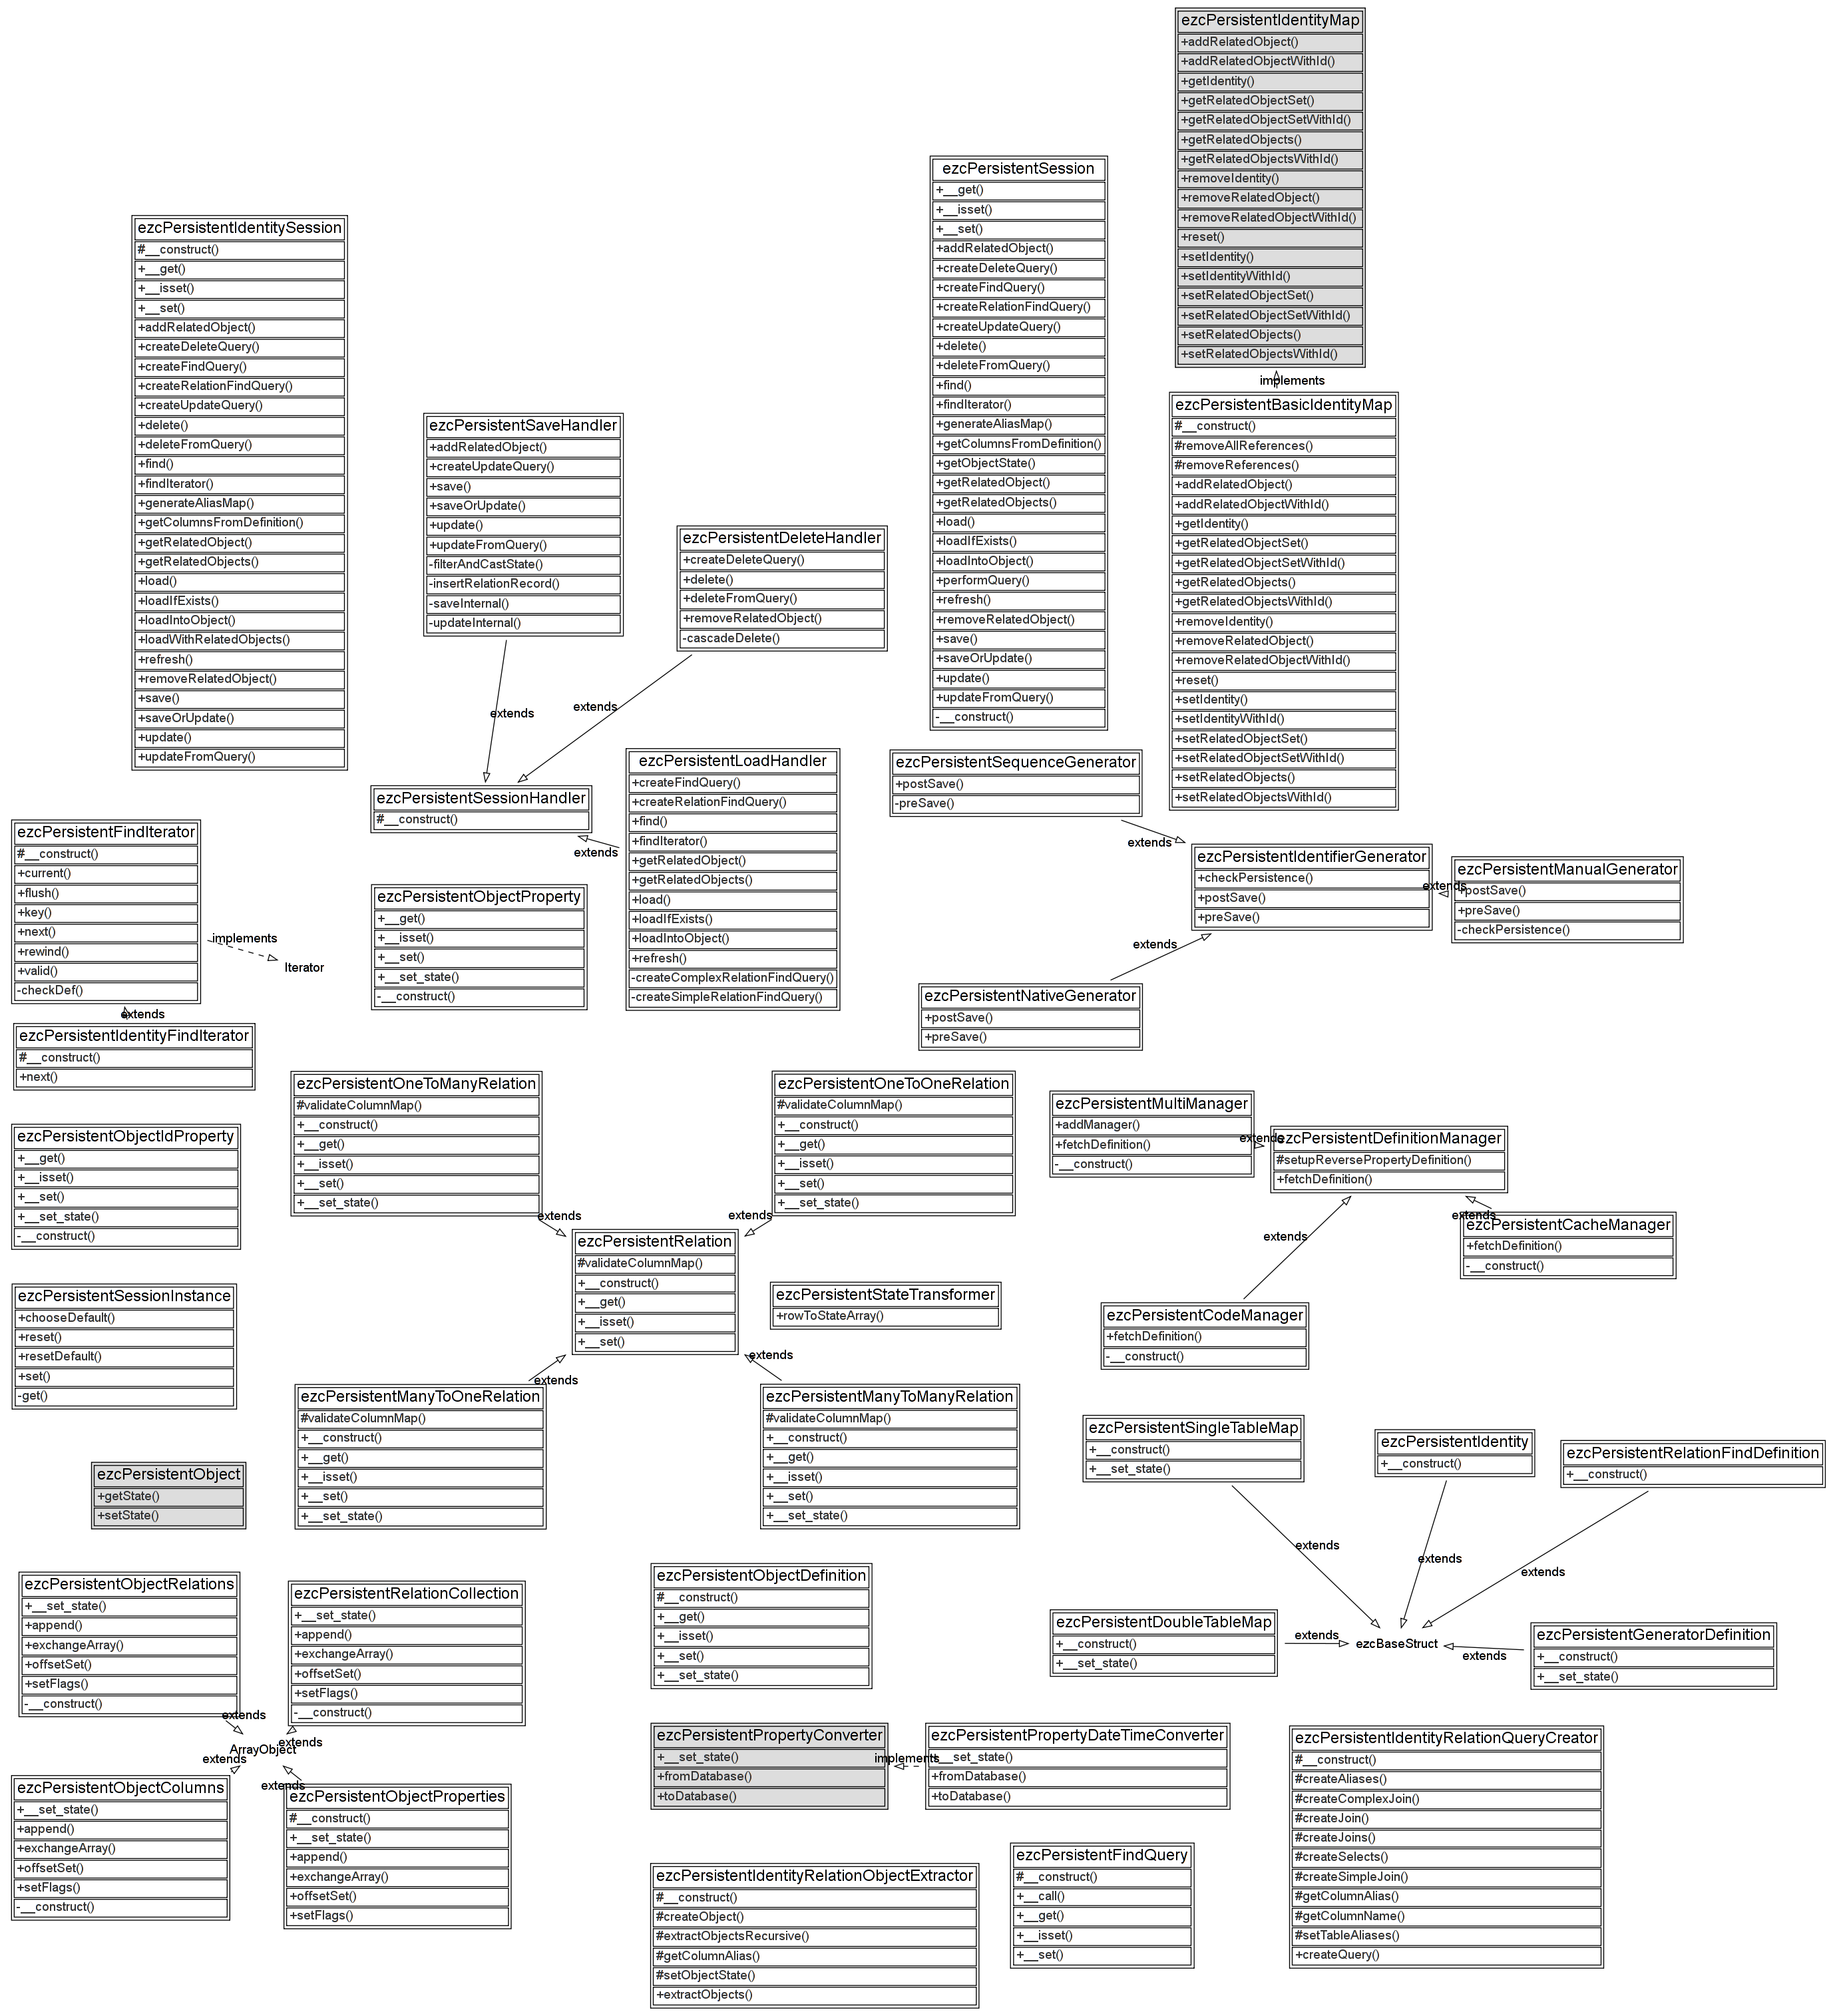 ezcPersistentIdentityMap
+addRelatedObject()
+addRelatedObjectWithId()
+getIdentity()
+getRelatedObjectSet()
+getRelatedObjectSetWithId()
+getRelatedObjects()
+getRelatedObjectsWithId()
+removeIdentity()
+removeRelatedObject()
+removeRelatedObjectWithId()
+reset()
+setIdentity()
+setIdentityWithId()
+setRelatedObjectSet()
+setRelatedObjectSetWithId()
+setRelatedObjects()
+setRelatedObjectsWithId()
implements
ezcPersistentSession
+__get()
+__isset()
+__set()
+addRelatedObject()
+createDeleteQuery()
+createFindQuery()
+createRelationFindQuery()
+createUpdateQuery()
+delete()
+deleteFromQuery()
+find()
+findIterator()
+generateAliasMap()
+getColumnsFromDefinition()
+getObjectState()
+getRelatedObject()
+getRelatedObjects()
+load()
+loadIfExists()
+loadIntoObject()
+performQuery()
+refresh()
+removeRelatedObject()
+save()
+saveOrUpdate()
+update()
+updateFromQuery()
-__construct()
ezcPersistentIdentitySession
#__construct()
+__get()
+__isset()
+__set()
+addRelatedObject()
+createDeleteQuery()
+createFindQuery()
+createRelationFindQuery()
+createUpdateQuery()
+delete()
+deleteFromQuery()
+find()
+findIterator()
+generateAliasMap()
+getColumnsFromDefinition()
+getRelatedObject()
+getRelatedObjects()
+load()
+loadIfExists()
+loadIntoObject()
+loadWithRelatedObjects()
+refresh()
+removeRelatedObject()
+save()
+saveOrUpdate()
+update()
+updateFromQuery()
ezcPersistentBasicIdentityMap
#__construct()
#removeAllReferences()
#removeReferences()
+addRelatedObject()
+addRelatedObjectWithId()
+getIdentity()
+getRelatedObjectSet()
+getRelatedObjectSetWithId()
+getRelatedObjects()
+getRelatedObjectsWithId()
+removeIdentity()
+removeRelatedObject()
+removeRelatedObjectWithId()
+reset()
+setIdentity()
+setIdentityWithId()
+setRelatedObjectSet()
+setRelatedObjectSetWithId()
+setRelatedObjects()
+setRelatedObjectsWithId()
ezcPersistentSaveHandler
+addRelatedObject()
+createUpdateQuery()
+save()
+saveOrUpdate()
+update()
+updateFromQuery()
-filterAndCastState()
-insertRelationRecord()
-saveInternal()
-updateInternal()
ezcPersistentDeleteHandler
+createDeleteQuery()
+delete()
+deleteFromQuery()
+removeRelatedObject()
-cascadeDelete()
extends
extends
ezcPersistentSessionHandler
#__construct()
extends
ezcPersistentLoadHandler
+createFindQuery()
+createRelationFindQuery()
+find()
+findIterator()
+getRelatedObject()
+getRelatedObjects()
+load()
+loadIfExists()
+loadIntoObject()
+refresh()
-createComplexRelationFindQuery()
-createSimpleRelationFindQuery()
ezcPersistentSequenceGenerator
+postSave()
-preSave()
extends
ezcPersistentIdentifierGenerator
+checkPersistence()
+postSave()
+preSave()
extends
ezcPersistentManualGenerator
+postSave()
+preSave()
-checkPersistence()
extends
ezcPersistentNativeGenerator
+postSave()
+preSave()
ezcPersistentFindIterator
#__construct()
+current()
+flush()
+key()
+next()
+rewind()
+valid()
-checkDef()
implements
Iterator
extends
ezcPersistentIdentityFindIterator
#__construct()
+next()
ezcPersistentObjectProperty
+__get()
+__isset()
+__set()
+__set_state()
-__construct()
ezcPersistentOneToManyRelation
#validateColumnMap()
+__construct()
+__get()
+__isset()
+__set()
+__set_state()
extends
ezcPersistentOneToOneRelation
#validateColumnMap()
+__construct()
+__get()
+__isset()
+__set()
+__set_state()
extends
ezcPersistentMultiManager
+addManager()
+fetchDefinition()
-__construct()
extends
ezcPersistentDefinitionManager
#setupReversePropertyDefinition()
+fetchDefinition()
extends
ezcPersistentCacheManager
+fetchDefinition()
-__construct()
extends
ezcPersistentCodeManager
+fetchDefinition()
-__construct()
ezcPersistentObjectIdProperty
+__get()
+__isset()
+__set()
+__set_state()
-__construct()
ezcPersistentRelation
#validateColumnMap()
+__construct()
+__get()
+__isset()
+__set()
ezcPersistentStateTransformer
+rowToStateArray()
ezcPersistentSessionInstance
+chooseDefault()
+reset()
+resetDefault()
+set()
-get()
extends
ezcPersistentManyToOneRelation
#validateColumnMap()
+__construct()
+__get()
+__isset()
+__set()
+__set_state()
extends
ezcPersistentManyToManyRelation
#validateColumnMap()
+__construct()
+__get()
+__isset()
+__set()
+__set_state()
ezcPersistentSingleTableMap
+__construct()
+__set_state()
ezcPersistentIdentity
+__construct()
ezcPersistentRelationFindDefinition
+__construct()
extends
extends
extends
ezcPersistentObject
+getState()
+setState()
ezcPersistentDoubleTableMap
+__construct()
+__set_state()
extends
ezcBaseStruct
extends
ezcPersistentGeneratorDefinition
+__construct()
+__set_state()
ezcPersistentObjectRelations
+__set_state()
+append()
+exchangeArray()
+offsetSet()
+setFlags()
-__construct()
ezcPersistentRelationCollection
+__set_state()
+append()
+exchangeArray()
+offsetSet()
+setFlags()
-__construct()
extends
extends
ArrayObject
extends
extends
ezcPersistentObjectColumns
+__set_state()
+append()
+exchangeArray()
+offsetSet()
+setFlags()
-__construct()
ezcPersistentObjectProperties
#__construct()
+__set_state()
+append()
+exchangeArray()
+offsetSet()
+setFlags()
ezcPersistentObjectDefinition
#__construct()
+__get()
+__isset()
+__set()
+__set_state()
ezcPersistentPropertyConverter
+__set_state()
+fromDatabase()
+toDatabase()
implements
ezcPersistentPropertyDateTimeConverter
+__set_state()
+fromDatabase()
+toDatabase()
ezcPersistentIdentityRelationQueryCreator
#__construct()
#createAliases()
#createComplexJoin()
#createJoin()
#createJoins()
#createSelects()
#createSimpleJoin()
#getColumnAlias()
#getColumnName()
#setTableAliases()
+createQuery()
ezcPersistentFindQuery
#__construct()
+__call()
+__get()
+__isset()
+__set()
ezcPersistentIdentityRelationObjectExtractor
#__construct()
#createObject()
#extractObjectsRecursive()
#getColumnAlias()
#setObjectState()
+extractObjects()